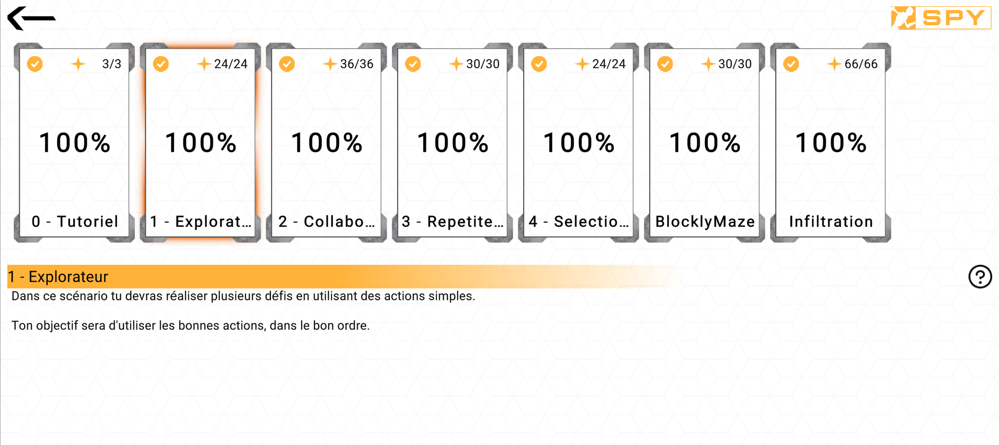 SPY
3/3
24/24
36/36
30/30
24/24
30/30
66/66
100%
100%
100%
100%
100%
100%
100%
0 - Tutoriel
1 - Explorat...
2 - Collabo...
3 - Repetite...
4 - Selectio...
BlocklyMaze
Infiltration
1 - Explorateur
?
Dans ce scénario tu devras réaliser plusieurs défis en utilisant des actions simples.
Ton objectif sera d'utiliser les bonnes actions, dans le bon ordre.